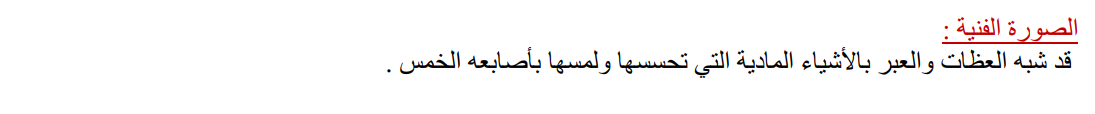 الصورة الفنية :
قد شبه العظات والعبر بالأشياء المادية التي تحسسها ولمسها بأصابعه الخمس .